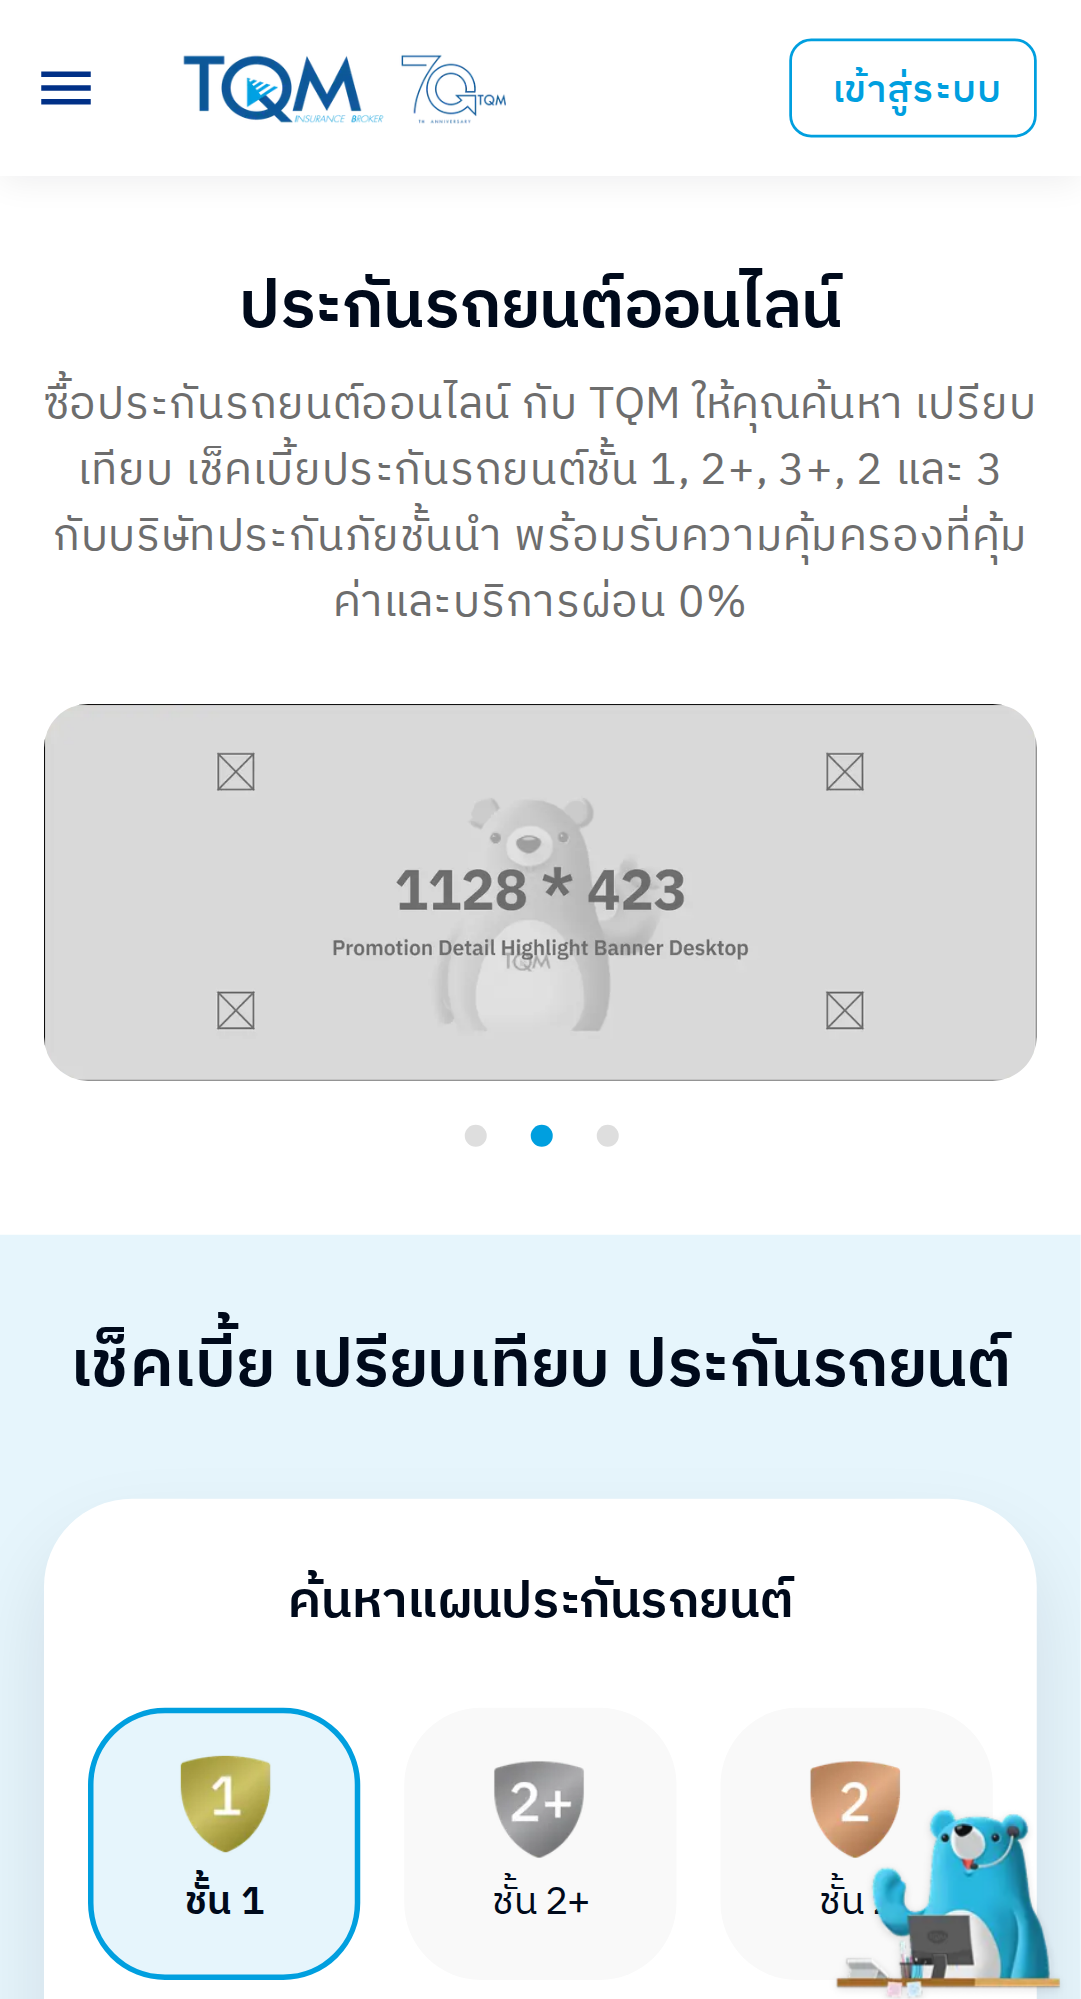 TQM
INSURANCE BROKER
70 TQM
TH ANNIVERSARY
เข้าสู่ระบบ
ประกันรถยนต์ออนไลน์
ซื้อประกันรถยนต์ออนไลน์ กับ TQM ให้คุณค้นหา เปรียบ
เทียบ เช็คเบี้ยประกันรถยนต์ชั้น 1, 2+, 3+, 2 และ 3
กับบริษัทประกันภัยชั้นนำ พร้อมรับความคุ้มครองที่คุ้ม
ค่าและบริการผ่อน 0%
1128 * 423
Promotion Detail Highlight Banner Desktop
TQM
เช็คเบี้ย เปรียบเทียบ ประกันรถยนต์
ค้นหาแผนประกันรถยนต์
1
2+
2
ชั้น 1
ชั้น 2+
ชั้น